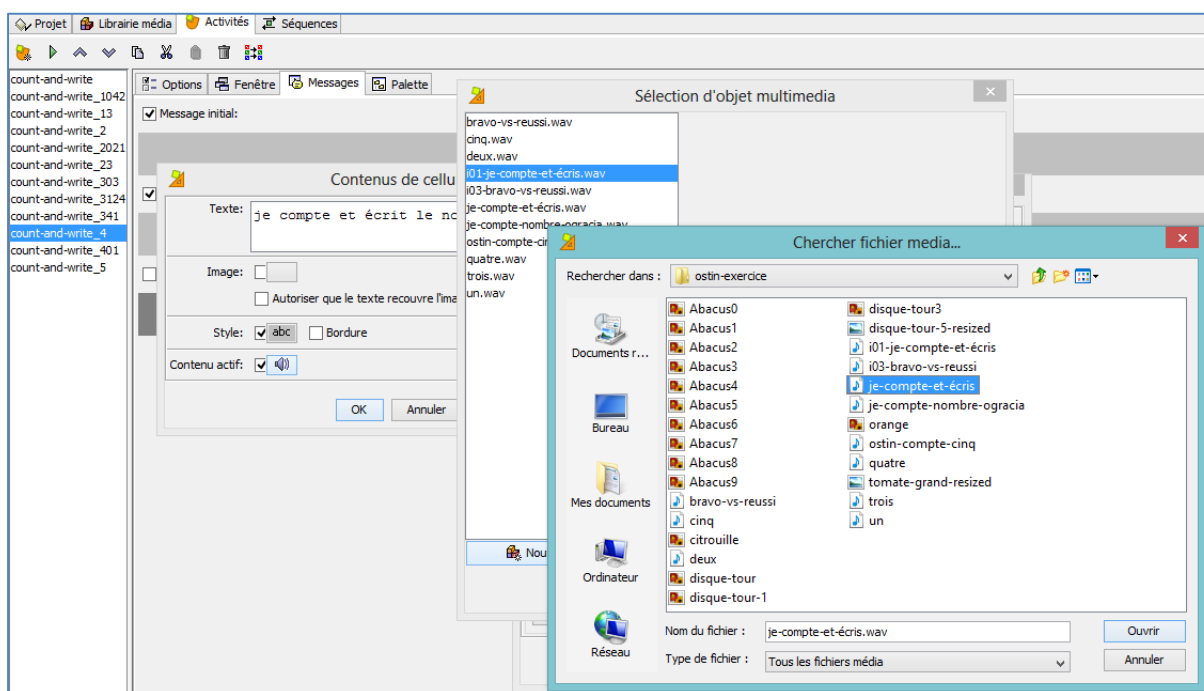 Projet Librairie média Activités Séquences
count-and-write
count-and-write_1042
count-and-write_13
count-and-write_2
count-and-write_2021
count-and-write_23
count-and-write_303
count-and-write_3124
count-and-write_341
count-and-write_4
count-and-write_401
count-and-write_5
Options Fenêtre Messages Palette
Message initial:
Contenus de cellu
Texte: je compte et écrit le no
Image:
Autoriser que le texte recouvre l'ima
Style: abc Bordure
Contenu actif:
OK Annuler
Sélection d'objet multimedia
bravo-vs-reussi.wav
cinq.wav
deux.wav
i01-je-compte-et-écris.wav
i03-bravo-vs-reussi.wav
je-compte-et-écris.wav
je-compte-nombre-ogracia.wav
ostin-compte-cin
quatre.wav
trois.wav
un.wav
Nou
Chercher fichier media...
Rechercher dans : ostin-exercice
Documents r...
Bureau
Mes documents
Ordinateur
Réseau
Abacus0
Abacus1
Abacus2
Abacus3
Abacus4
Abacus5
Abacus6
Abacus7
Abacus8
Abacus9
bravo-vs-reussi
cinq
citrouille
deux
disque-tour
disque-tour-1
disque-tour3
disque-tour-5-resized
i01-je-compte-et-écris
i03-bravo-vs-reussi
je-compte-et-écris
je-compte-nombre-ogracia
orange
ostin-compte-cinq
quatre
tomate-grand-resized
trois
un
Nom du fichier : je-compte-et-écris.wav Ouvrir
Type de fichier : Tous les fichiers média Annuler